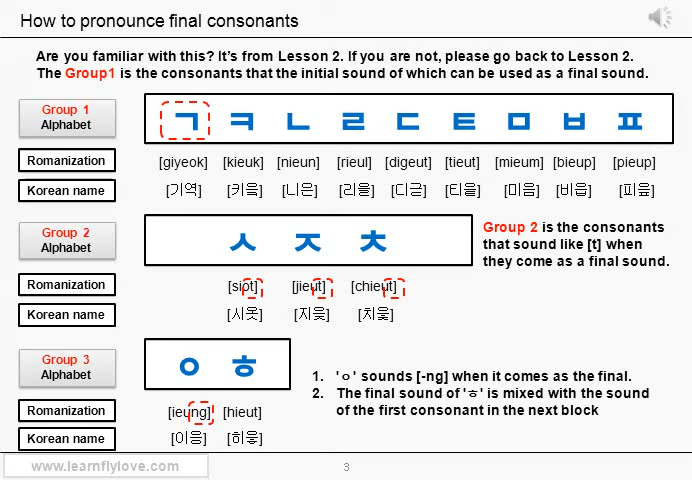 How to pronounce final consonants
Are you familiar with this? It's from Lesson 2. If you are not, please go back to Lesson 2.
The Group1 is the consonants that the initial sound of which can be used as a final sound.
Group 1
Alphabet
ㄱ ㅋ ㄴ ㄹ ㄷ ㅌ ㅁ ㅂ ㅍ
Romanization
[giyeok] [kieuk] [nieun] [rieul] [digeut] [tieut] [mieum] [bieup] [pieup]
Korean name
[기역] [키읔] [니은] [리을] [디귿] [티읕] [미음] [비읍] [피읖]
Group 2
Alphabet
ㅅ ㅈ ㅊ
Group 2 is the consonants
that sound like [t] when
they come as a final sound.
Romanization
[siot] [jieut] [chieut]
Korean name
[시옷] [지읒] [치읓]
Group 3
Alphabet
ㅇ ㅎ
1. 'ㅇ' sounds [-ng] when it comes as the final.
2. The final sound of 'ㅎ' is mixed with the sound
of the first consonant in the next block
Romanization
[ieung] [hieut]
Korean name
[이응] [히읗]
www.learnflylove.com
3